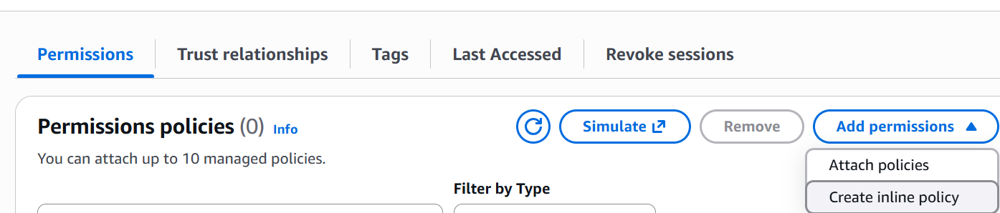 Permissions Trust relationships Tags Last Accessed Revoke sessions
Permissions policies (0) Info Simulate Remove Add permissions
You can attach up to 10 managed policies.
Attach policies
Filter by Type
Create inline policy